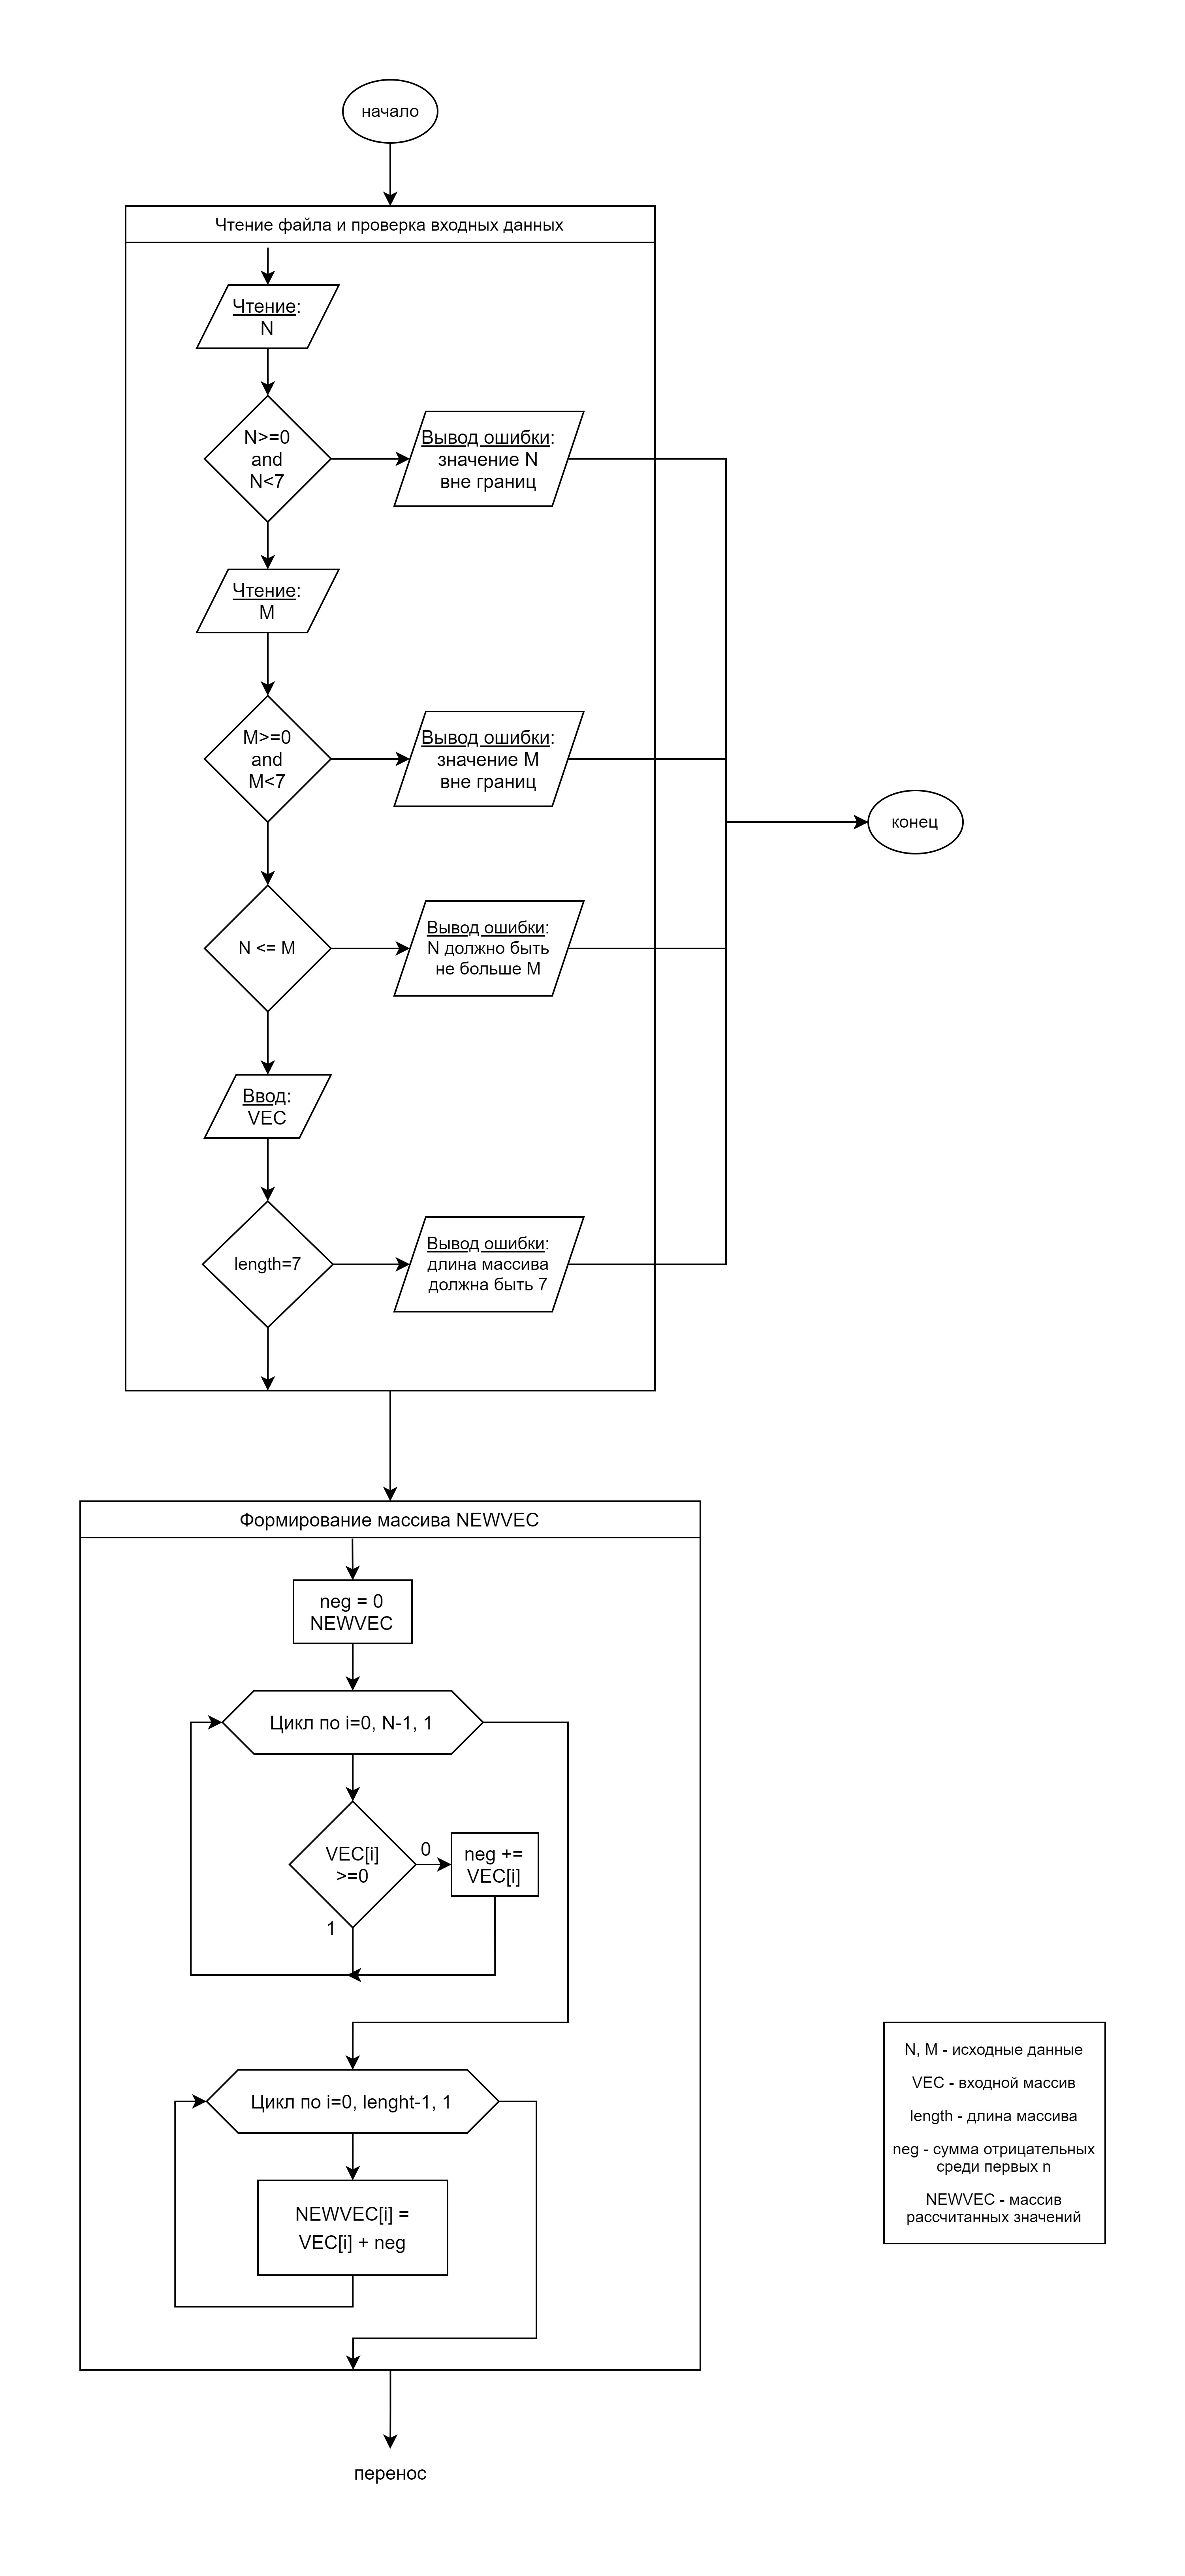 начало
Чтение файла и проверка входных данных
Чтение:
N
N>=0
and
N<7
Вывод ошибки:
значение N
вне границ
Чтение:
M
M>=0
and
M<7
Вывод ошибки:
значение M
вне границ
конец
N <= M
Вывод ошибки:
N должно быть
не больше M
Ввод:
VEC
length=7
Вывод ошибки:
длина массива
должна быть 7
Формирование массива NEWVEC
neg = 0
NEWVEC
Цикл по i=0, N-1, 1
VEC[i]
>=0
0
neg +=
VEC[i]
1
Цикл по i=0, lenght-1, 1
NEWVEC[i] =
VEC[i] + neg
N, M - исходные данные
VEC - входной массив
length - длина массива
neg - сумма отрицательных
среди первых n
NEWVEC - массив
рассчитанных значений
перенос